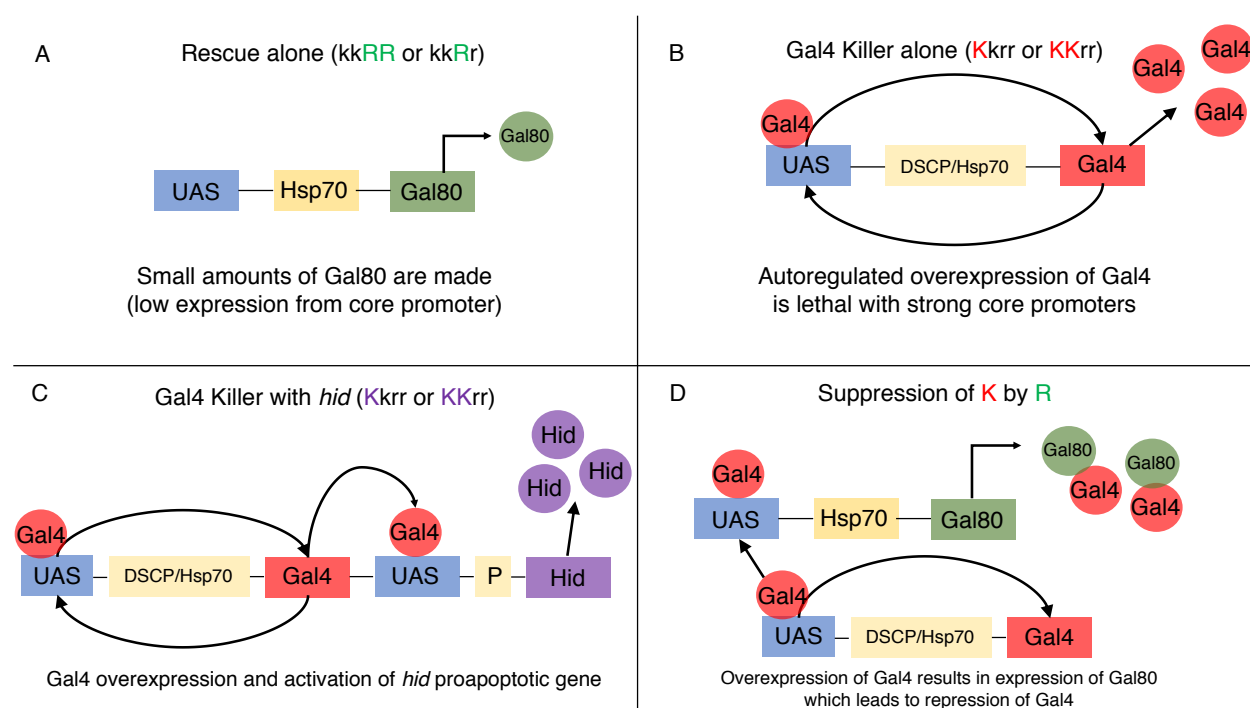 A
Rescue alone (kkRR or kkRr)
Gal80
UAS
Hsp70
Gal80
Small amounts of Gal80 are made
(low expression from core promoter)
B
Gal4 Killer alone (Kkrr or KKrr)
Gal4
Gal4
Gal4
Gal4
UAS
DSCP/Hsp70
Gal4
Autoregulated overexpression of Gal4
is lethal with strong core promoters
C
Gal4 Killer with hid (Kkrr or KKrr)
Hid
Hid
Hid
Gal4
Gal4
UAS
DSCP/Hsp70
Gal4
UAS
P
Hid
Gal4 overexpression and activation of hid proapoptotic gene
D
Suppression of K by R
Gal80
Gal80
Gal4
Gal4
Gal4
UAS
Hsp70
Gal80
Gal4
UAS
DSCP/Hsp70
Gal4
Overexpression of Gal4 results in expression of Gal80
which leads to repression of Gal4